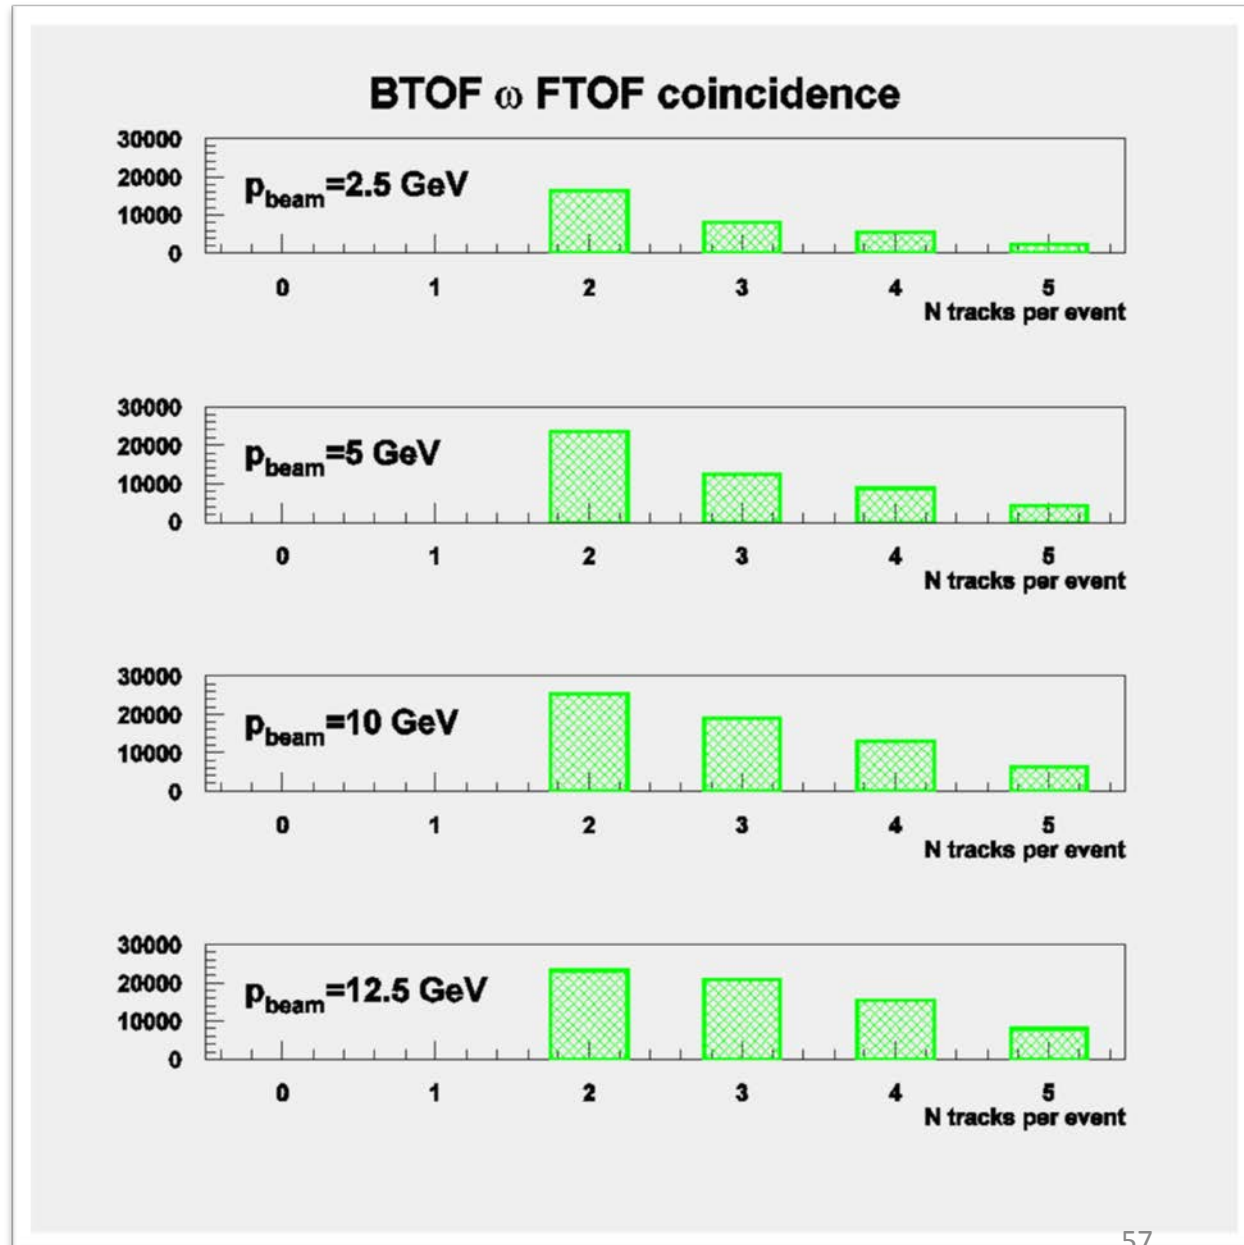 BTOF ω FTOF coincidence
30000
20000
10000
0
p_beam=2.5 GeV
0 1 2 3 4 5
N tracks per event
30000
20000
10000
0
p_beam=5 GeV
0 1 2 3 4 5
N tracks per event
30000
20000
10000
0
p_beam=10 GeV
0 1 2 3 4 5
N tracks per event
30000
20000
10000
0
p_beam=12.5 GeV
0 1 2 3 4 5
N tracks per event
57